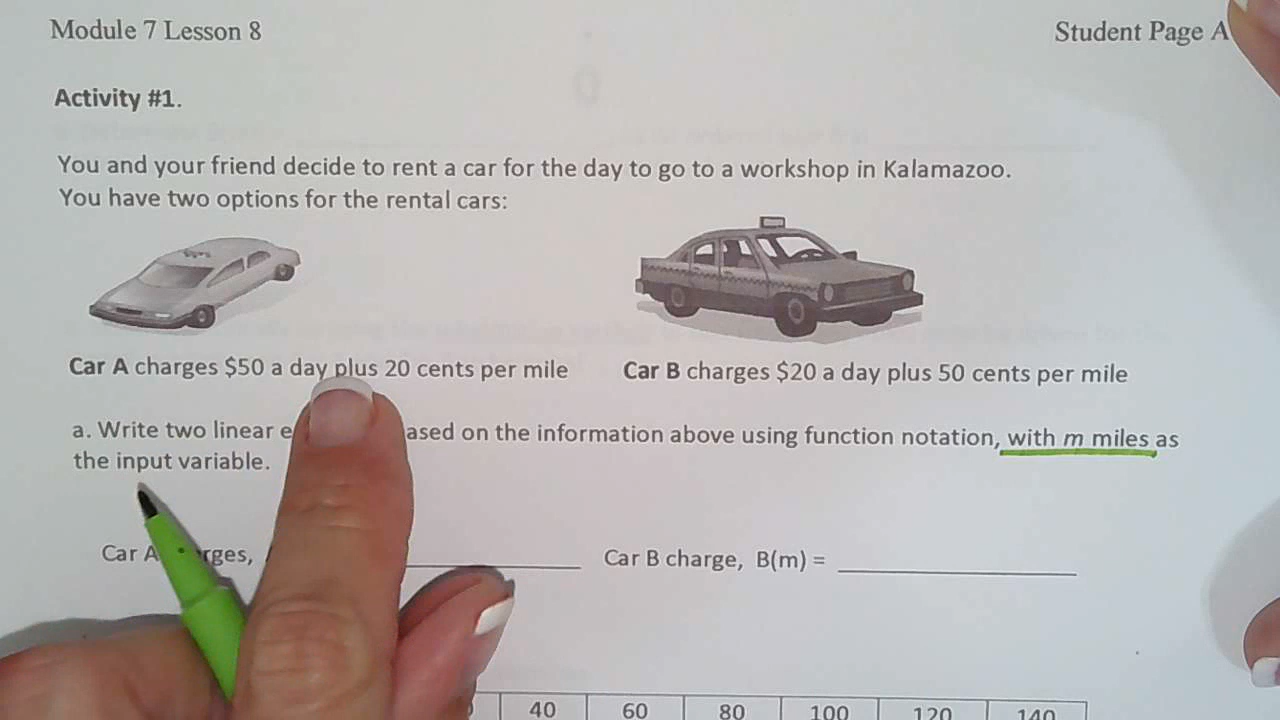 Module 7 Lesson 8
Student Page A
Activity #1.
You and your friend decide to rent a car for the day to go to a workshop in Kalamazoo.
You have two options for the rental cars:
Car A charges $50 a day plus 20 cents per mile
Car B charges $20 a day plus 50 cents per mile
a. Write two linear on the information above using function notation, with m miles as
the input variable.
Car A
Car B charge, B(m) =
40 60 80 100 120 140